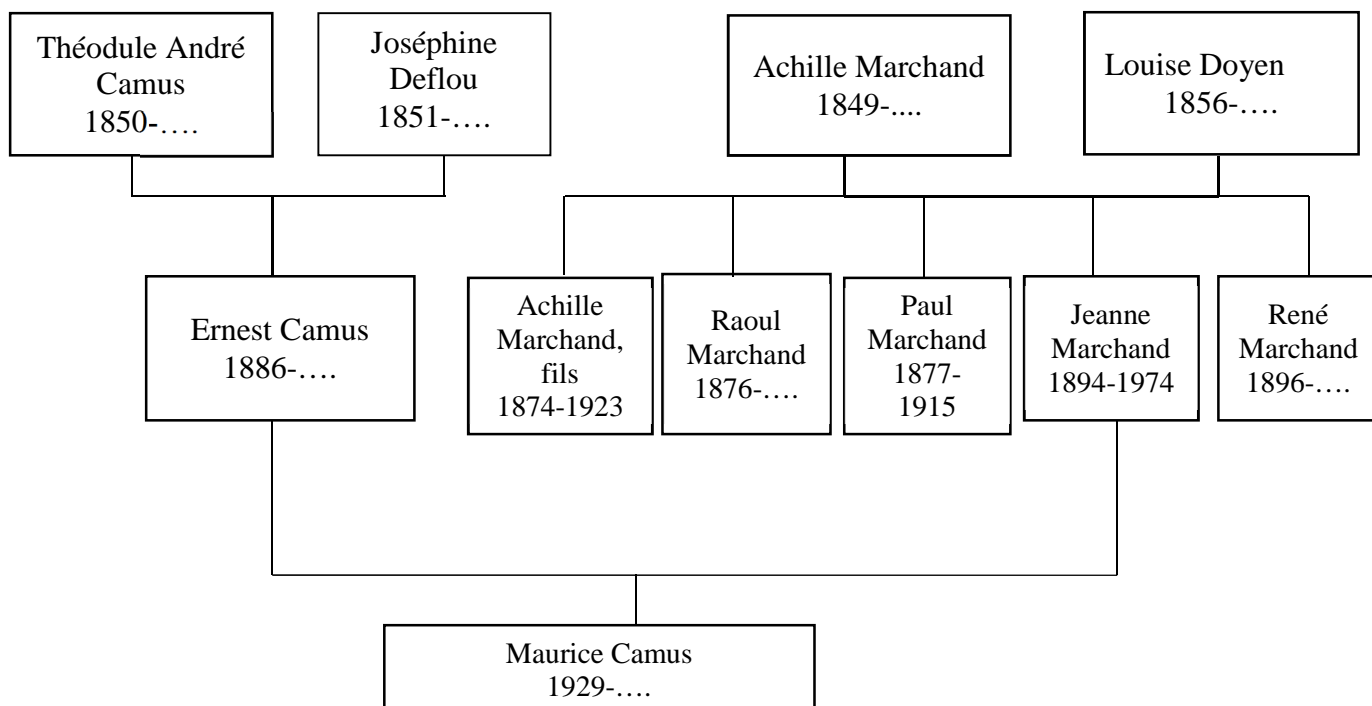 Théodule André
Camus
1850-….
Joséphine
Deflou
1851-….
Achille Marchand
1849-....
Louise Doyen
1856-….
Ernest Camus
1886-….
Achille
Marchand,
fils
1874-1923
Raoul
Marchand
1876-….
Paul
Marchand
1877-
1915
Jeanne
Marchand
1894-1974
René
Marchand
1896-….
Maurice Camus
1929-….